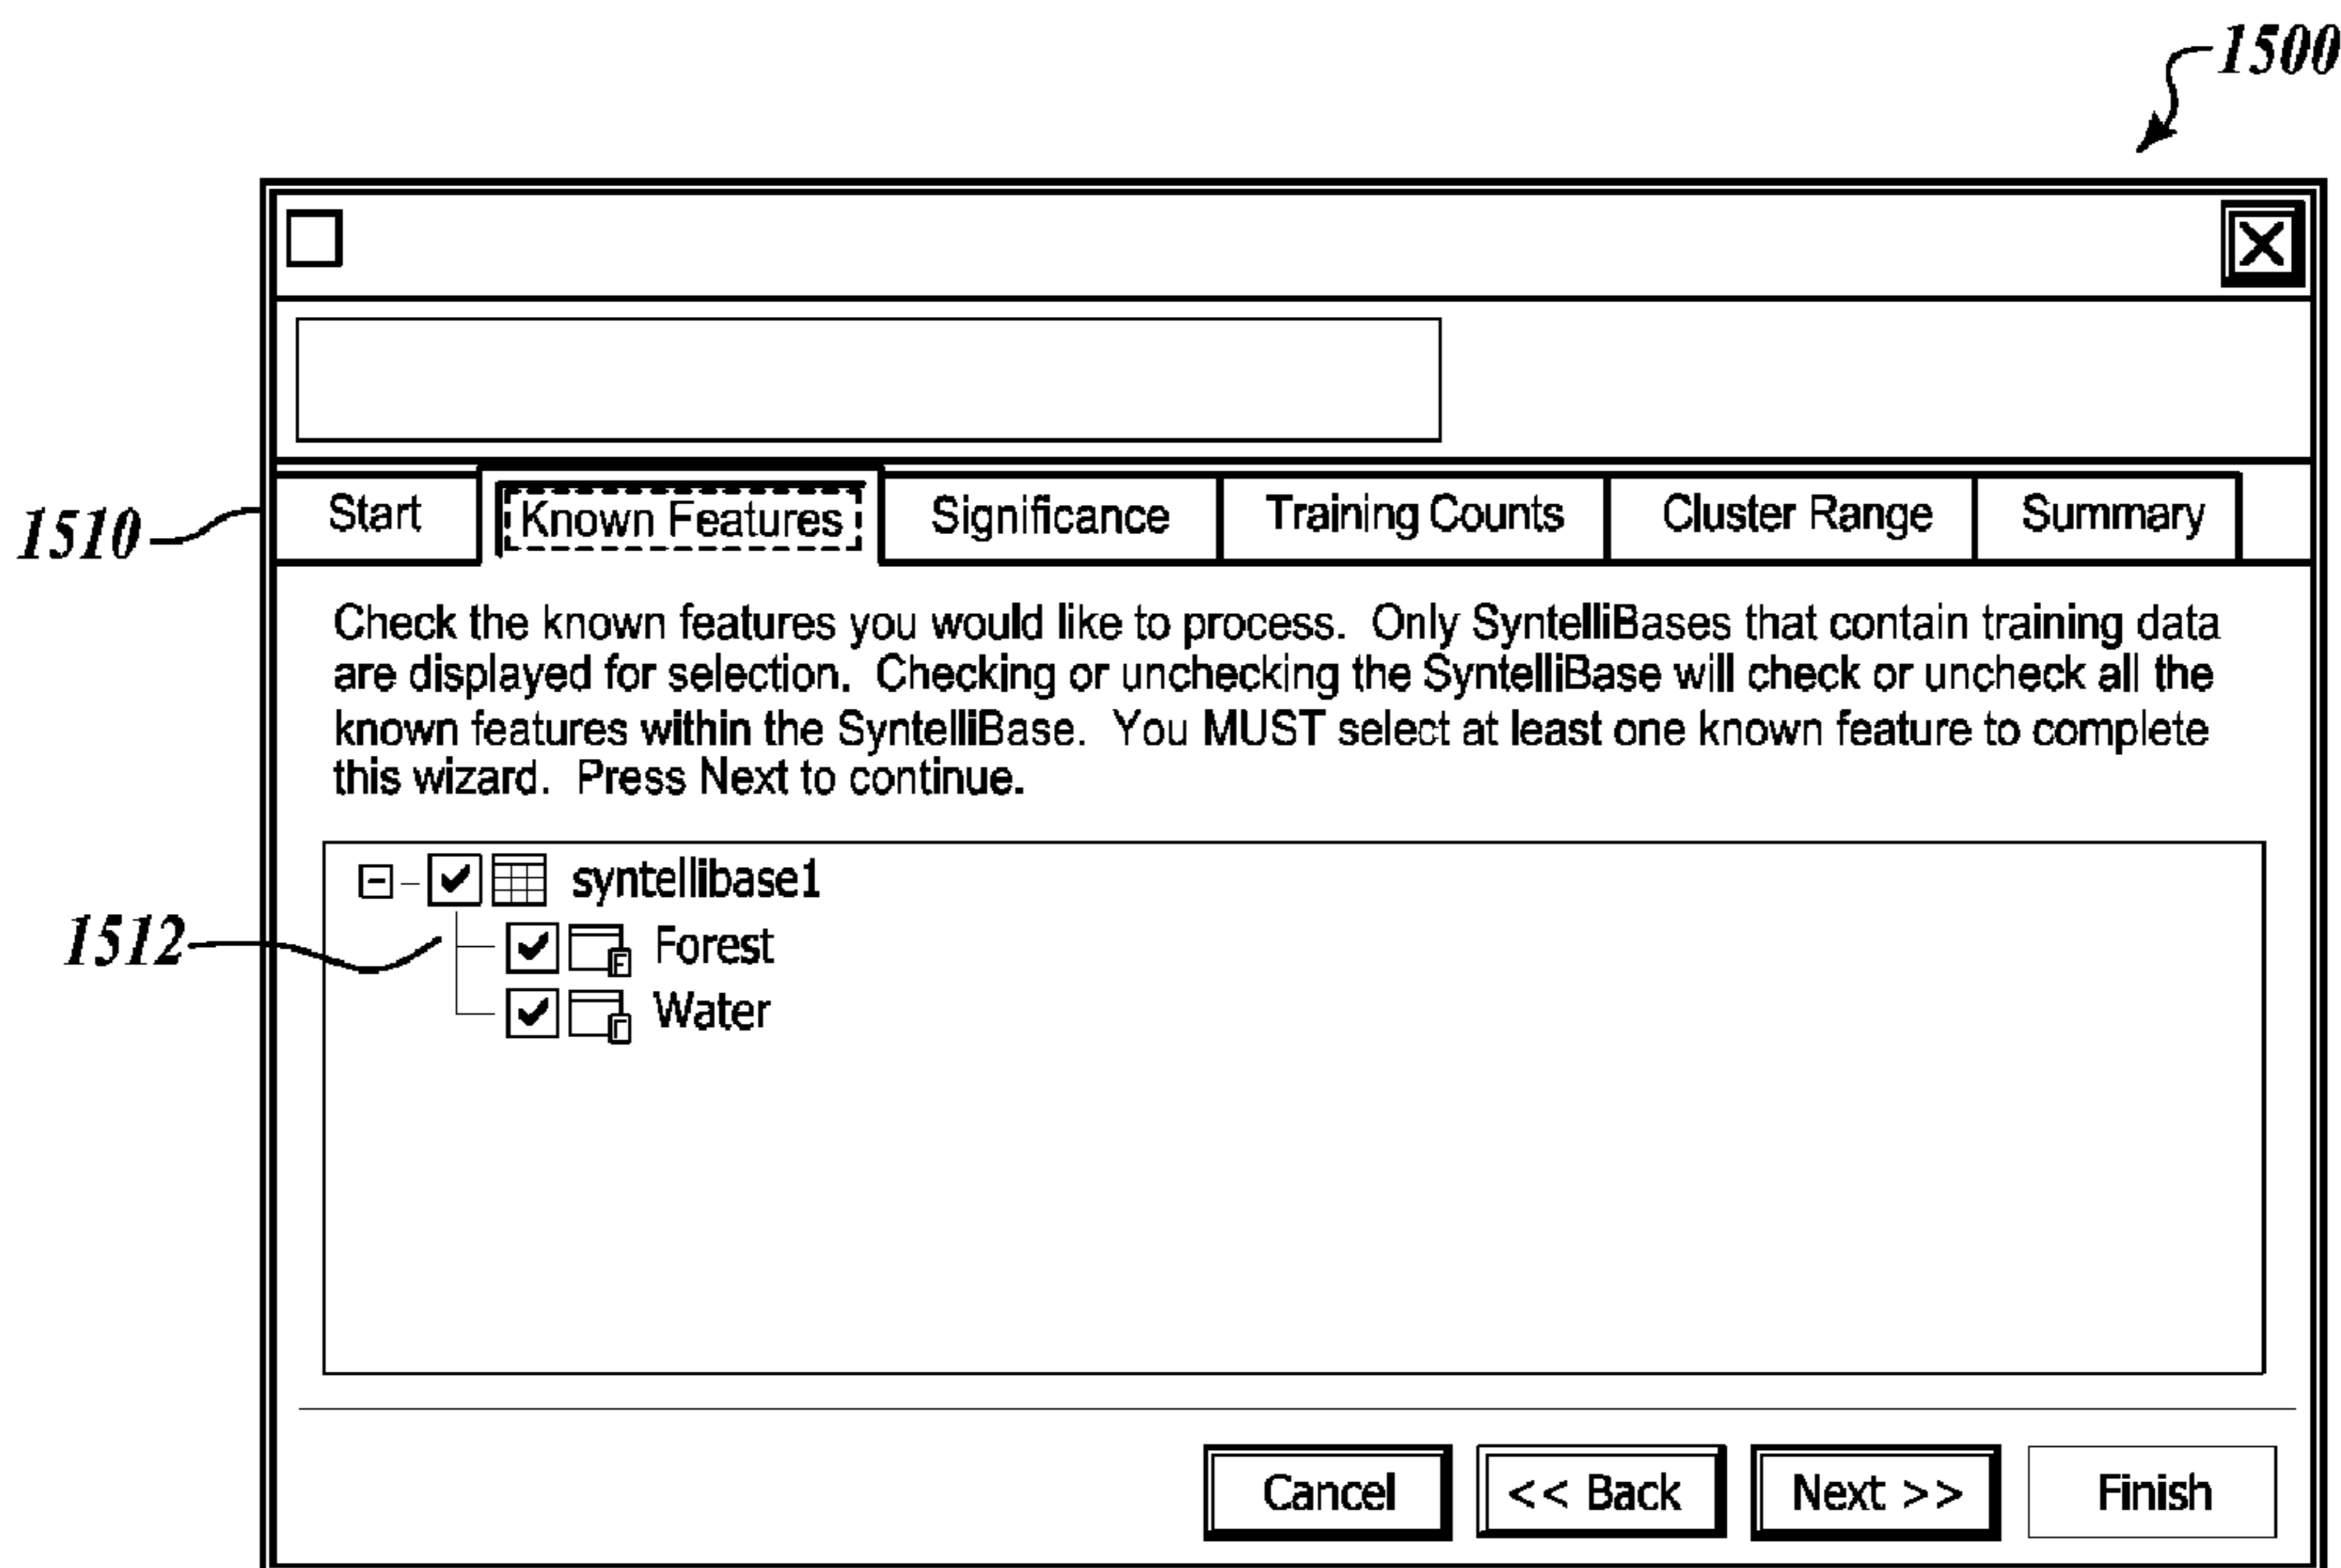 1500
1510
Start Known Features Significance Training Counts Cluster Range Summary
Check the known features you would like to process. Only SyntelliBases that contain training data
are displayed for selection. Checking or unchecking the SyntelliBase will check or uncheck all the
known features within the SyntelliBase. You MUST select at least one known feature to complete
this wizard. Press Next to continue.
syntellibase1
1512
Forest
Water
Cancel << Back Next >> Finish